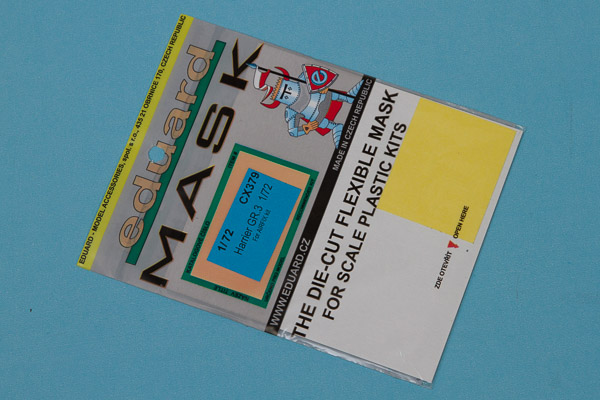 EDUARD - MODEL ACCESSORIES, spol. s r.o., 435 21 OBRNICE 170, CZECH REPUBLIC
eduard
MASK
e
1/72 CX379
Harrier GR.3 1/72
for AIRFIX kit
WWW.EDUARD.CZ
MADE IN CZECH REPUBLIC
THE DIE-CUT FLEXIBLE MASK
FOR SCALE PLASTIC KITS
ZDE OTEVŘÍT
OPEN HERE